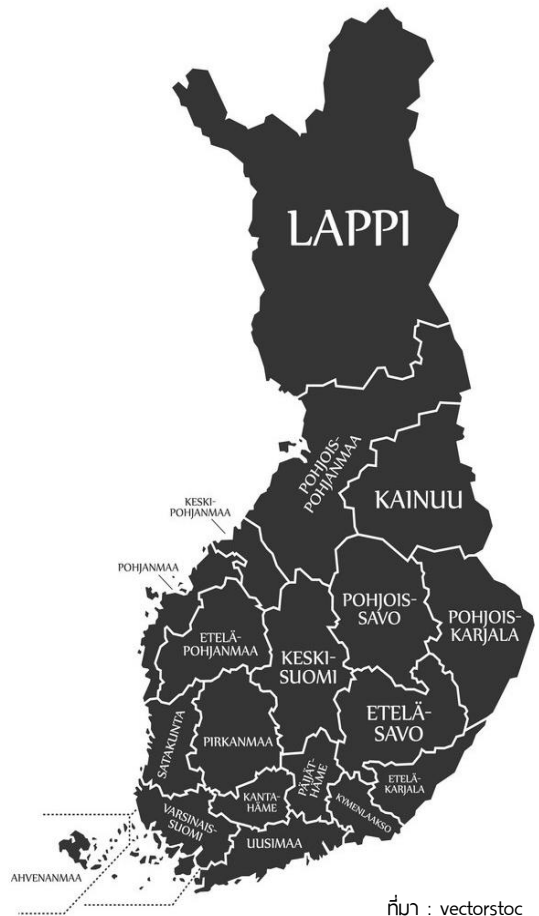 LAPPI
POHJOIS-
POHJANMAA
KAINUU
KESKI-
POHJANMAA
POHJANMAA
POHJOIS-
SAVO
POHJOIS-
KARJALA
ETELÄ-
POHJANMAA
KESKI-
SUOMI
ETELÄ-
SAVO
SATAKUNTA
PIRKANMAA
PÄIJÄT-
HÄME
ETELÄ-
KARJALA
KANTA-
HÄME
KYMENLAAKSO
VARSINAIS-
SUOMI
UUSIMAA
AHVENANMAA
ที่มา : vectorstoc